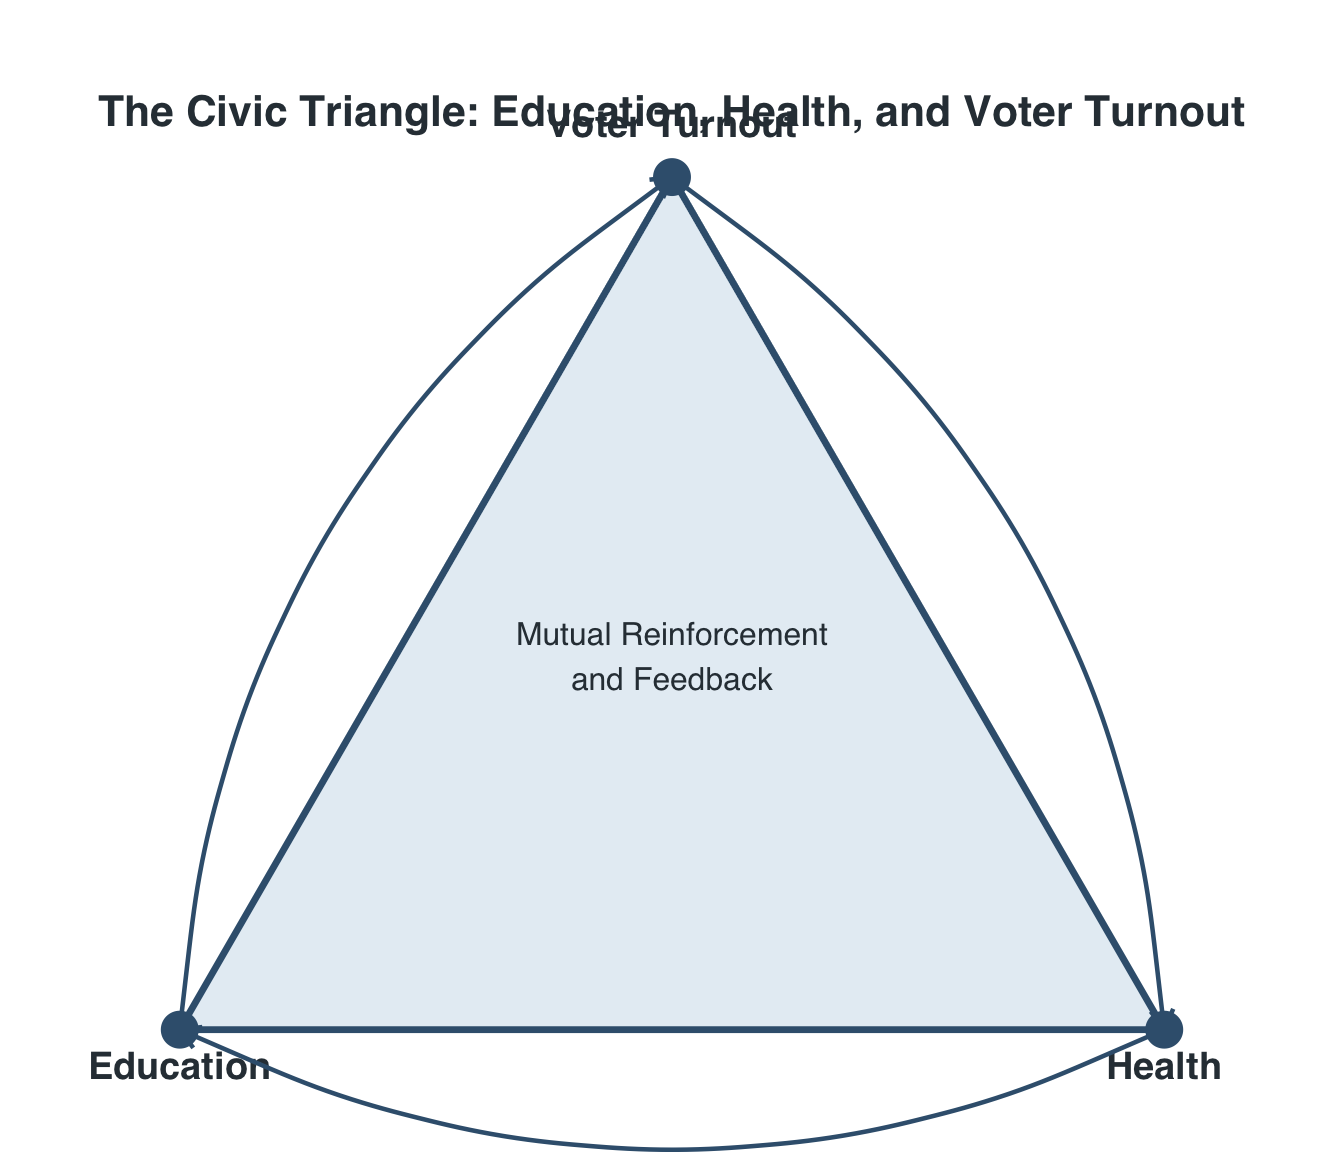 The Civic Triangle: Education, Health, and Voter Turnout
Voter Turnout
Mutual Reinforcement
and Feedback
Education
Health